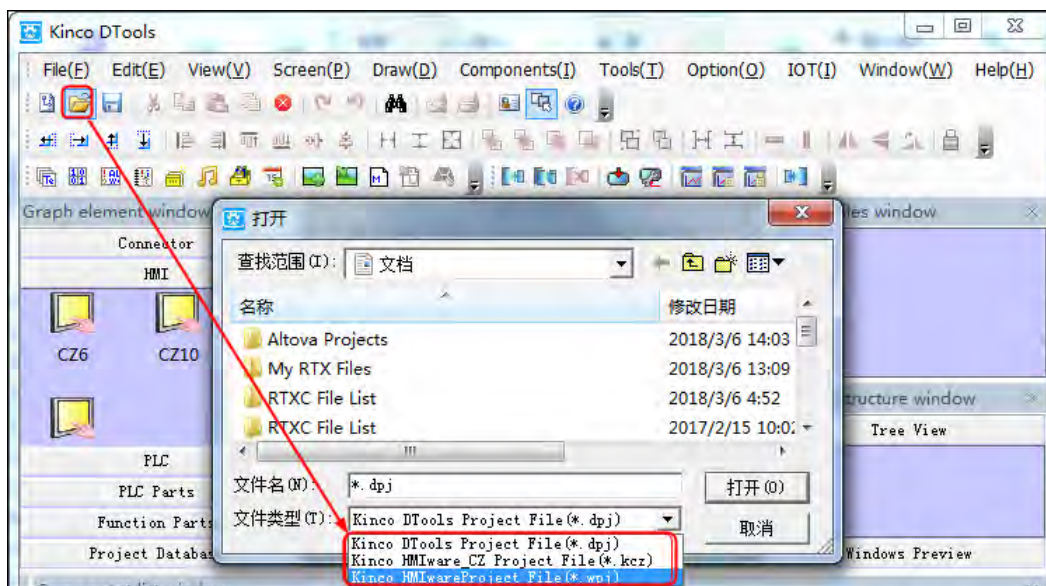 Kinco DTools
File(F) Edit(E) View(V) Screen(P) Draw(D) Components(I) Tools(T) Option(O) IOT(I) Window(W) Help(H)
Graph element window
Connector
HMI
CZ6 CZ10
PLC
PLC Parts
Function Parts
Project Databas
打开
查找范围(I): 文档
名称 修改日期
Altova Projects 2018/3/6 14:03
My RTX Files 2018/3/6 13:09
RTXC File List 2018/3/6 4:52
RTXC File List 2017/2/15 10:02
文件名(N): *.dpj 打开(O)
文件类型(T): Kinco DTools Project File(*.dpj) 取消
Kinco DTools Project File(*.dpj)
Kinco HMIware_CZ Project File(*.kcz)
Kinco HMIwareProject File(*.wpj)
les window
tructure window
Tree View
Windows Preview